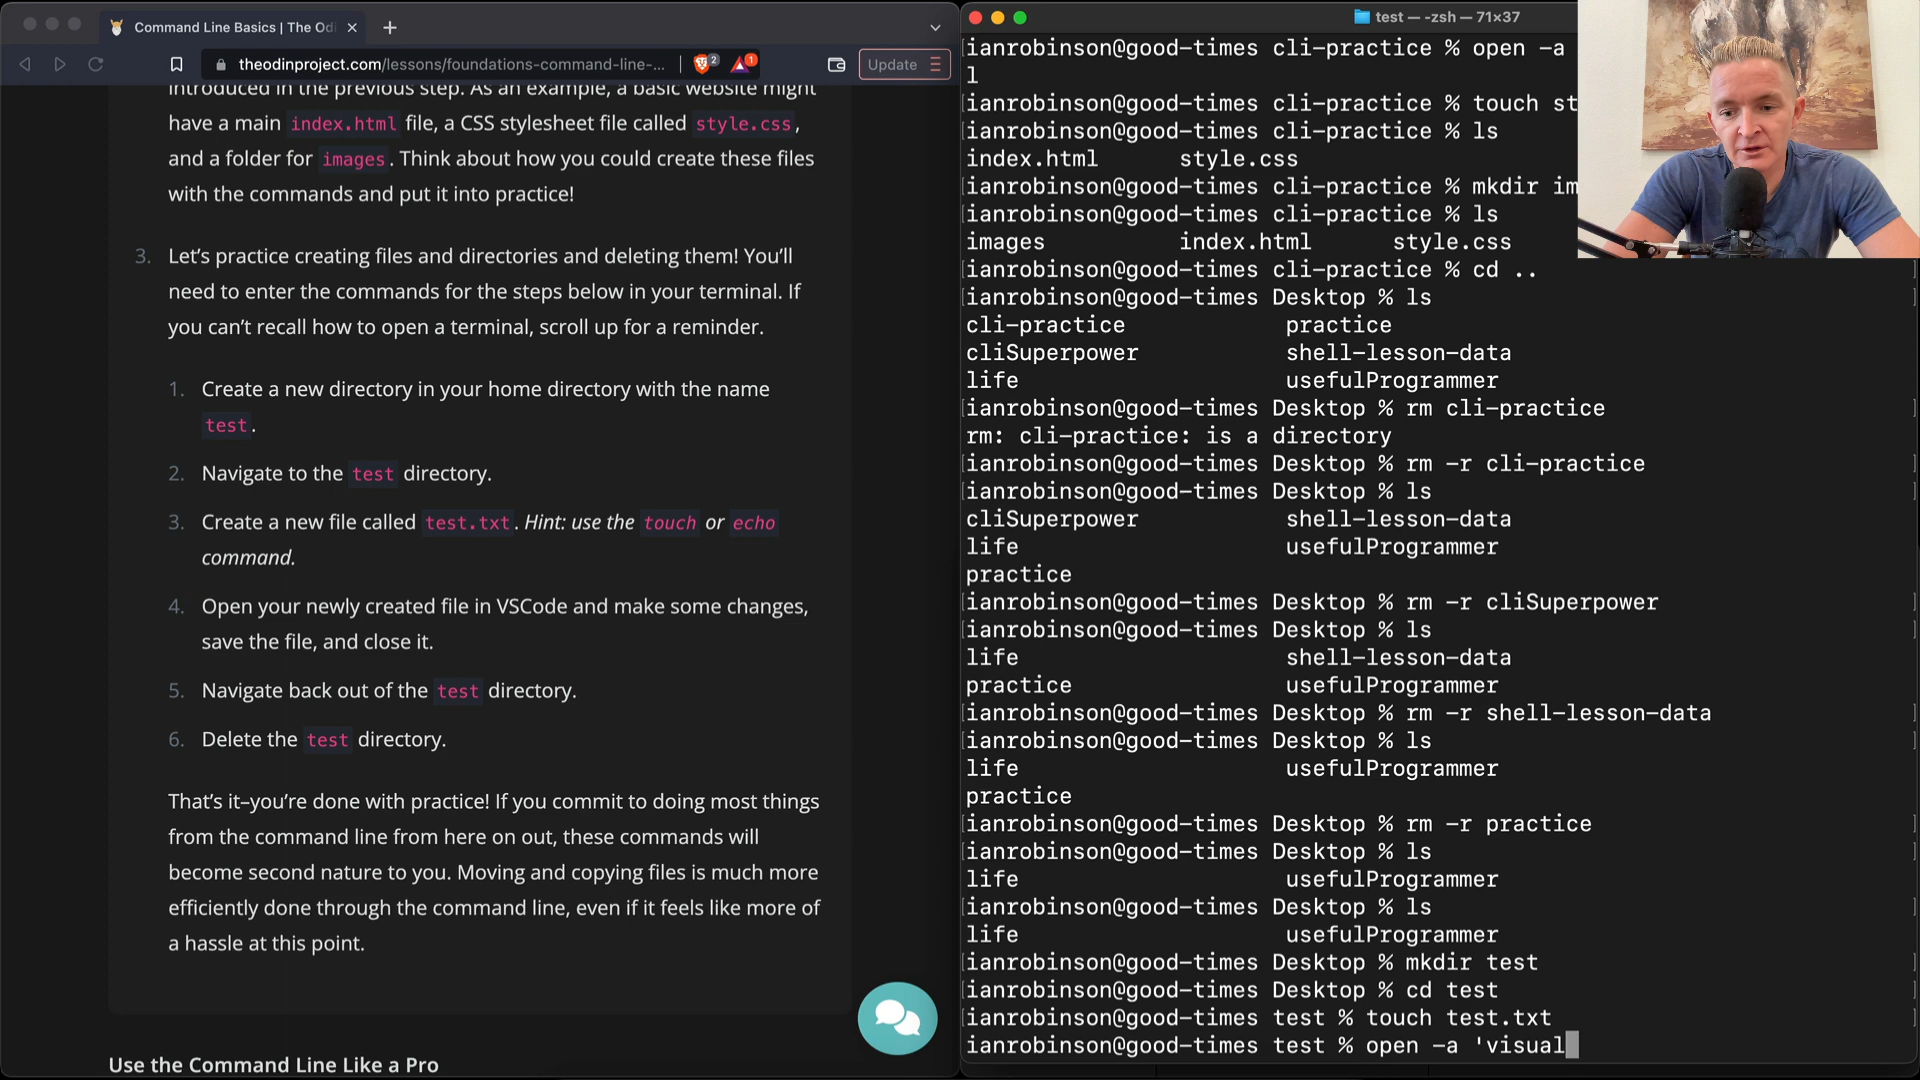 Command Line Basics | The Odi
theodinproject.com/lessons/foundations-command-line-...
2
1
Update
introduced in the previous step. As an example, a basic website might
have a main index.html file, a CSS stylesheet file called style.css,
and a folder for images. Think about how you could create these files
with the commands and put it into practice!
3. Let's practice creating files and directories and deleting them! You'll
need to enter the commands for the steps below in your terminal. If
you can't recall how to open a terminal, scroll up for a reminder.
1. Create a new directory in your home directory with the name
test.
2. Navigate to the test directory.
3. Create a new file called test.txt. Hint: use the touch or echo
command.
4. Open your newly created file in VSCode and make some changes,
save the file, and close it.
5. Navigate back out of the test directory.
6. Delete the test directory.
That's it–you're done with practice! If you commit to doing most things
from the command line from here on out, these commands will
become second nature to you. Moving and copying files is much more
efficiently done through the command line, even if it feels like more of
a hassle at this point.
Use the Command Line Like a Pro
test — -zsh — 71×37
ianrobinson@good-times cli-practice % open -a
l
ianrobinson@good-times cli-practice % touch st
ianrobinson@good-times cli-practice % ls
index.html style.css
ianrobinson@good-times cli-practice % mkdir im
ianrobinson@good-times cli-practice % ls
images index.html style.css
ianrobinson@good-times cli-practice % cd ..
ianrobinson@good-times Desktop % ls
cli-practice practice
cliSuperpower shell-lesson-data
life usefulProgrammer
ianrobinson@good-times Desktop % rm cli-practice
rm: cli-practice: is a directory
ianrobinson@good-times Desktop % rm -r cli-practice
ianrobinson@good-times Desktop % ls
cliSuperpower shell-lesson-data
life usefulProgrammer
practice
ianrobinson@good-times Desktop % rm -r cliSuperpower
ianrobinson@good-times Desktop % ls
life shell-lesson-data
practice usefulProgrammer
ianrobinson@good-times Desktop % rm -r shell-lesson-data
ianrobinson@good-times Desktop % ls
life usefulProgrammer
practice
ianrobinson@good-times Desktop % rm -r practice
ianrobinson@good-times Desktop % ls
life usefulProgrammer
ianrobinson@good-times Desktop % ls
life usefulProgrammer
ianrobinson@good-times Desktop % mkdir test
ianrobinson@good-times Desktop % cd test
ianrobinson@good-times test % touch test.txt
ianrobinson@good-times test % open -a 'visual